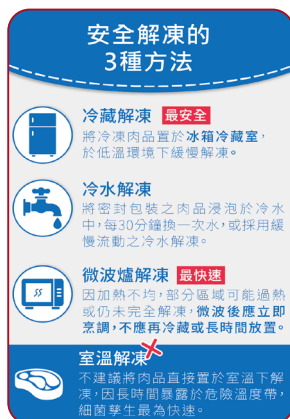 安全解凍的
3種方法
冷藏解凍 最安全
將冷凍肉品置於冰箱冷藏室，
於低溫環境下緩慢解凍。
冷水解凍
將密封包裝之肉品浸泡於冷水
中，每30分鐘換一次水，或採用緩
慢流動之冷水解凍。
微波爐解凍 最快速
因加熱不均，部分區域可能過熱
或仍未完全解凍，微波後應立即
烹調，不應再冷藏或長時間放置。
室溫解凍
不建議將肉品直接置於室溫下解
凍，因長時間暴露於危險溫度帶，
細菌孳生最為快速。